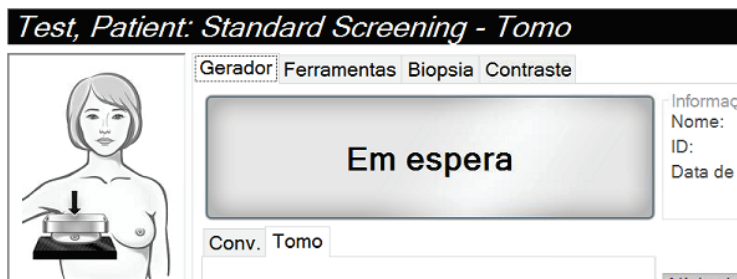 Test, Patient: Standard Screening - Tomo
Gerador Ferramentas Biopsia Contraste
Em espera
Nome:
ID:
Data de
Conv. Tomo